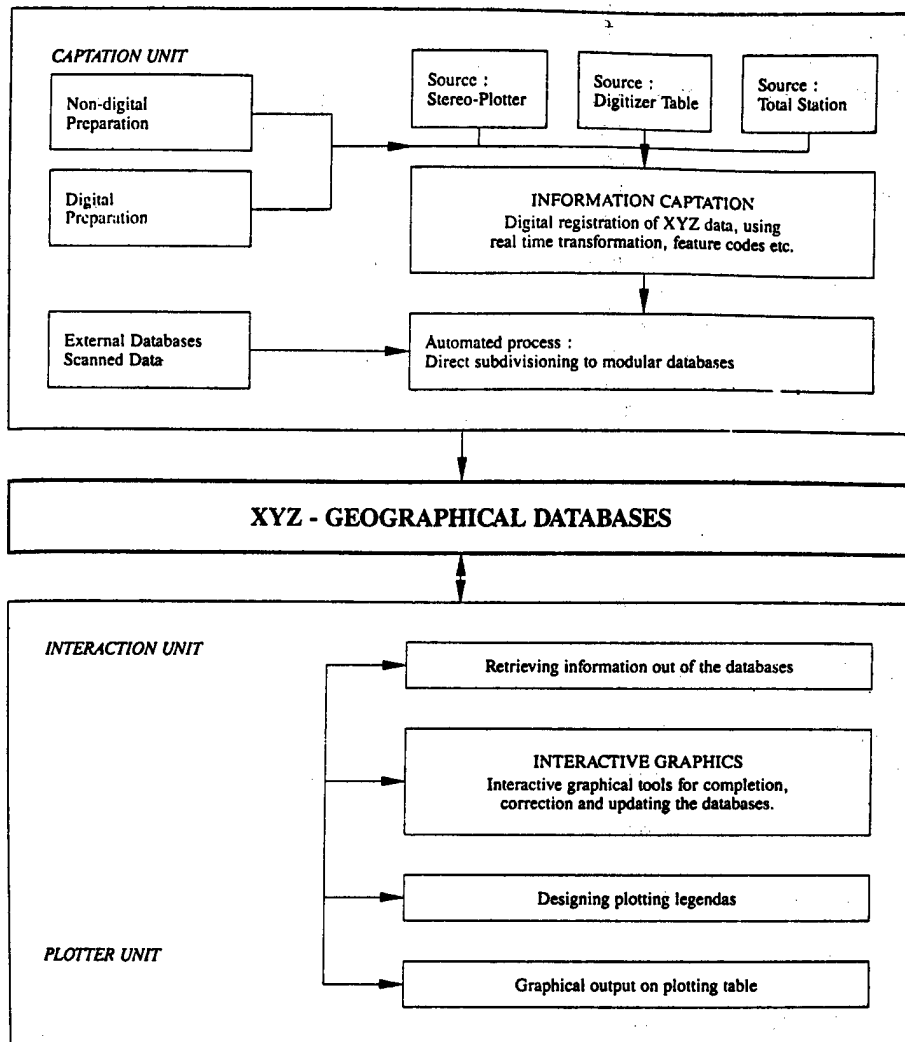 CAPTATION UNIT
Non-digital
Preparation
Digital
Preparation
Source :
Stereo-Plotter
Source :
Digitizer Table
Source :
Total Station
INFORMATION CAPTATION
Digital registration of XYZ data, using
real time transformation, feature codes etc.
External Databases
Scanned Data
Automated process :
Direct subdivisioning to modular databases
XYZ - GEOGRAPHICAL DATABASES
INTERACTION UNIT
Retrieving information out of the databases
INTERACTIVE GRAPHICS
Interactive graphical tools for completion,
correction and updating the databases.
Designing plotting legendas
PLOTTER UNIT
Graphical output on plotting table